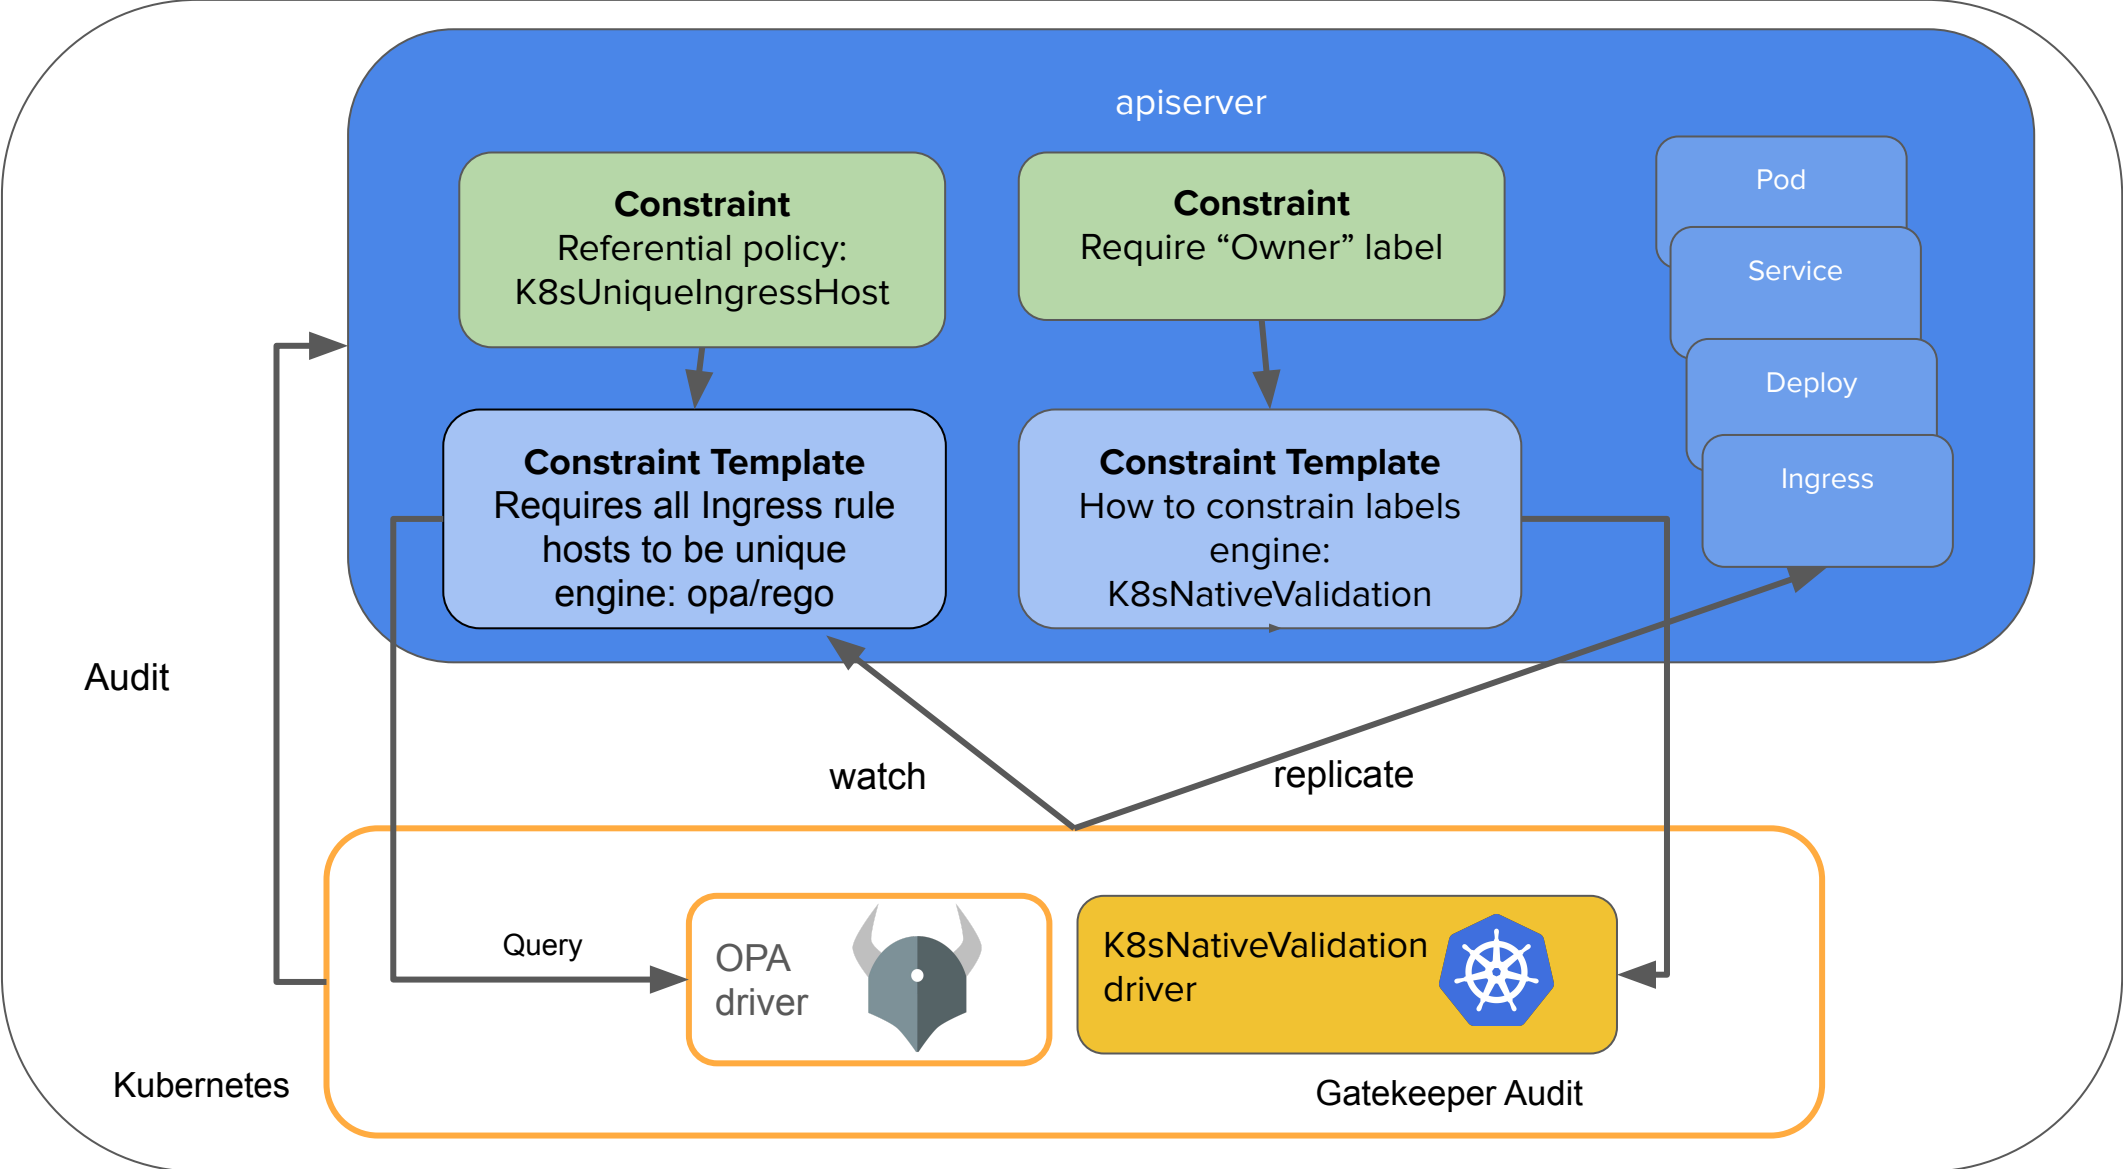 apiserver
Constraint
Referential policy:
K8sUniqueIngressHost
Constraint
Require “Owner” label
Pod
Service
Deploy
Ingress
Constraint Template
Requires all Ingress rule
hosts to be unique
engine: opa/rego
Constraint Template
How to constrain labels
engine:
K8sNativeValidation
Audit
watch
replicate
Query
OPA
driver
K8sNativeValidation
driver
Kubernetes
Gatekeeper Audit